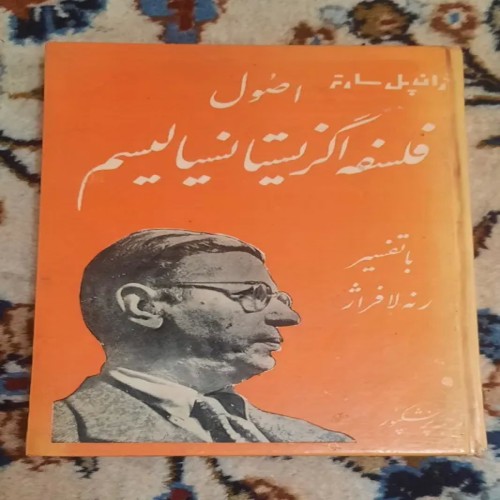 ژان پل سارتر
اصول
فلسفه اگزیستانسیالیسم
با تفسیر
رنه لافراژ